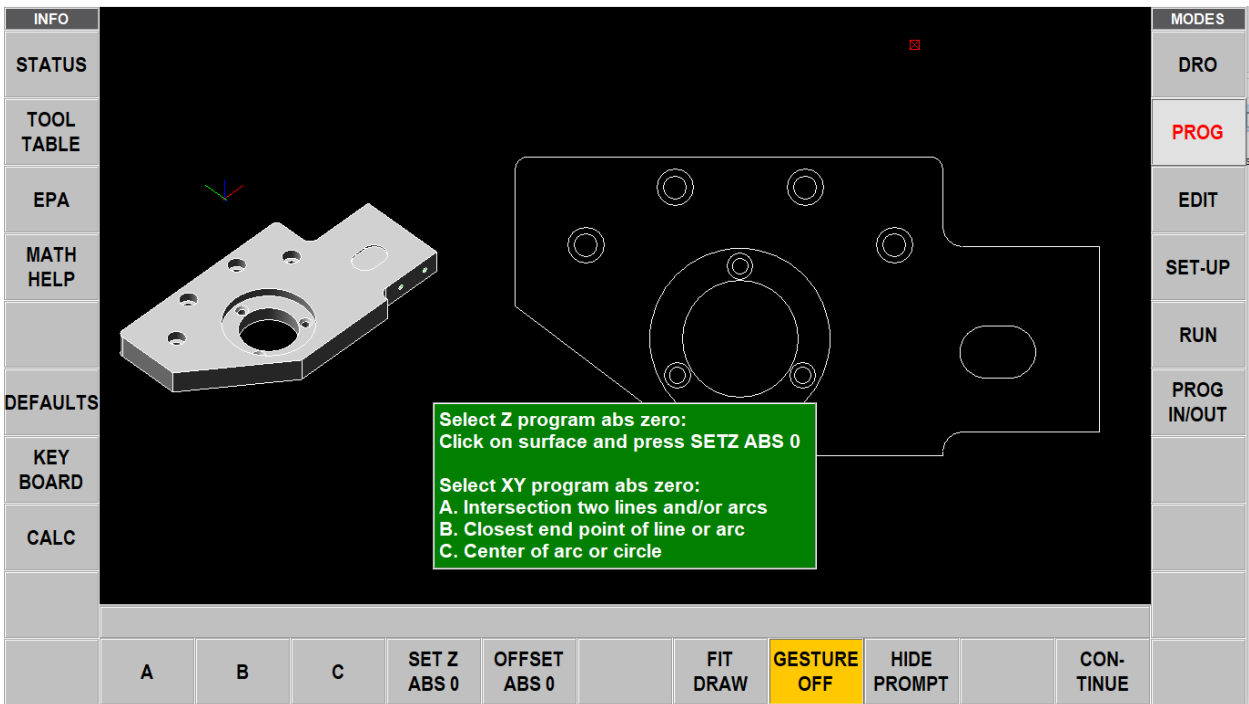 INFO
STATUS
TOOL
TABLE
EPA
MATH
HELP
DEFAULTS
KEY
BOARD
CALC
Select Z program abs zero:
Click on surface and press SETZ ABS 0
Select XY program abs zero:
A. Intersection two lines and/or arcs
B. Closest end point of line or arc
C. Center of arc or circle
MODES
DRO
PROG
EDIT
SET-UP
RUN
PROG
IN/OUT
A
B
C
SET Z
ABS 0
OFFSET
ABS 0
FIT
DRAW
GESTURE
OFF
HIDE
PROMPT
CON-
TINUE